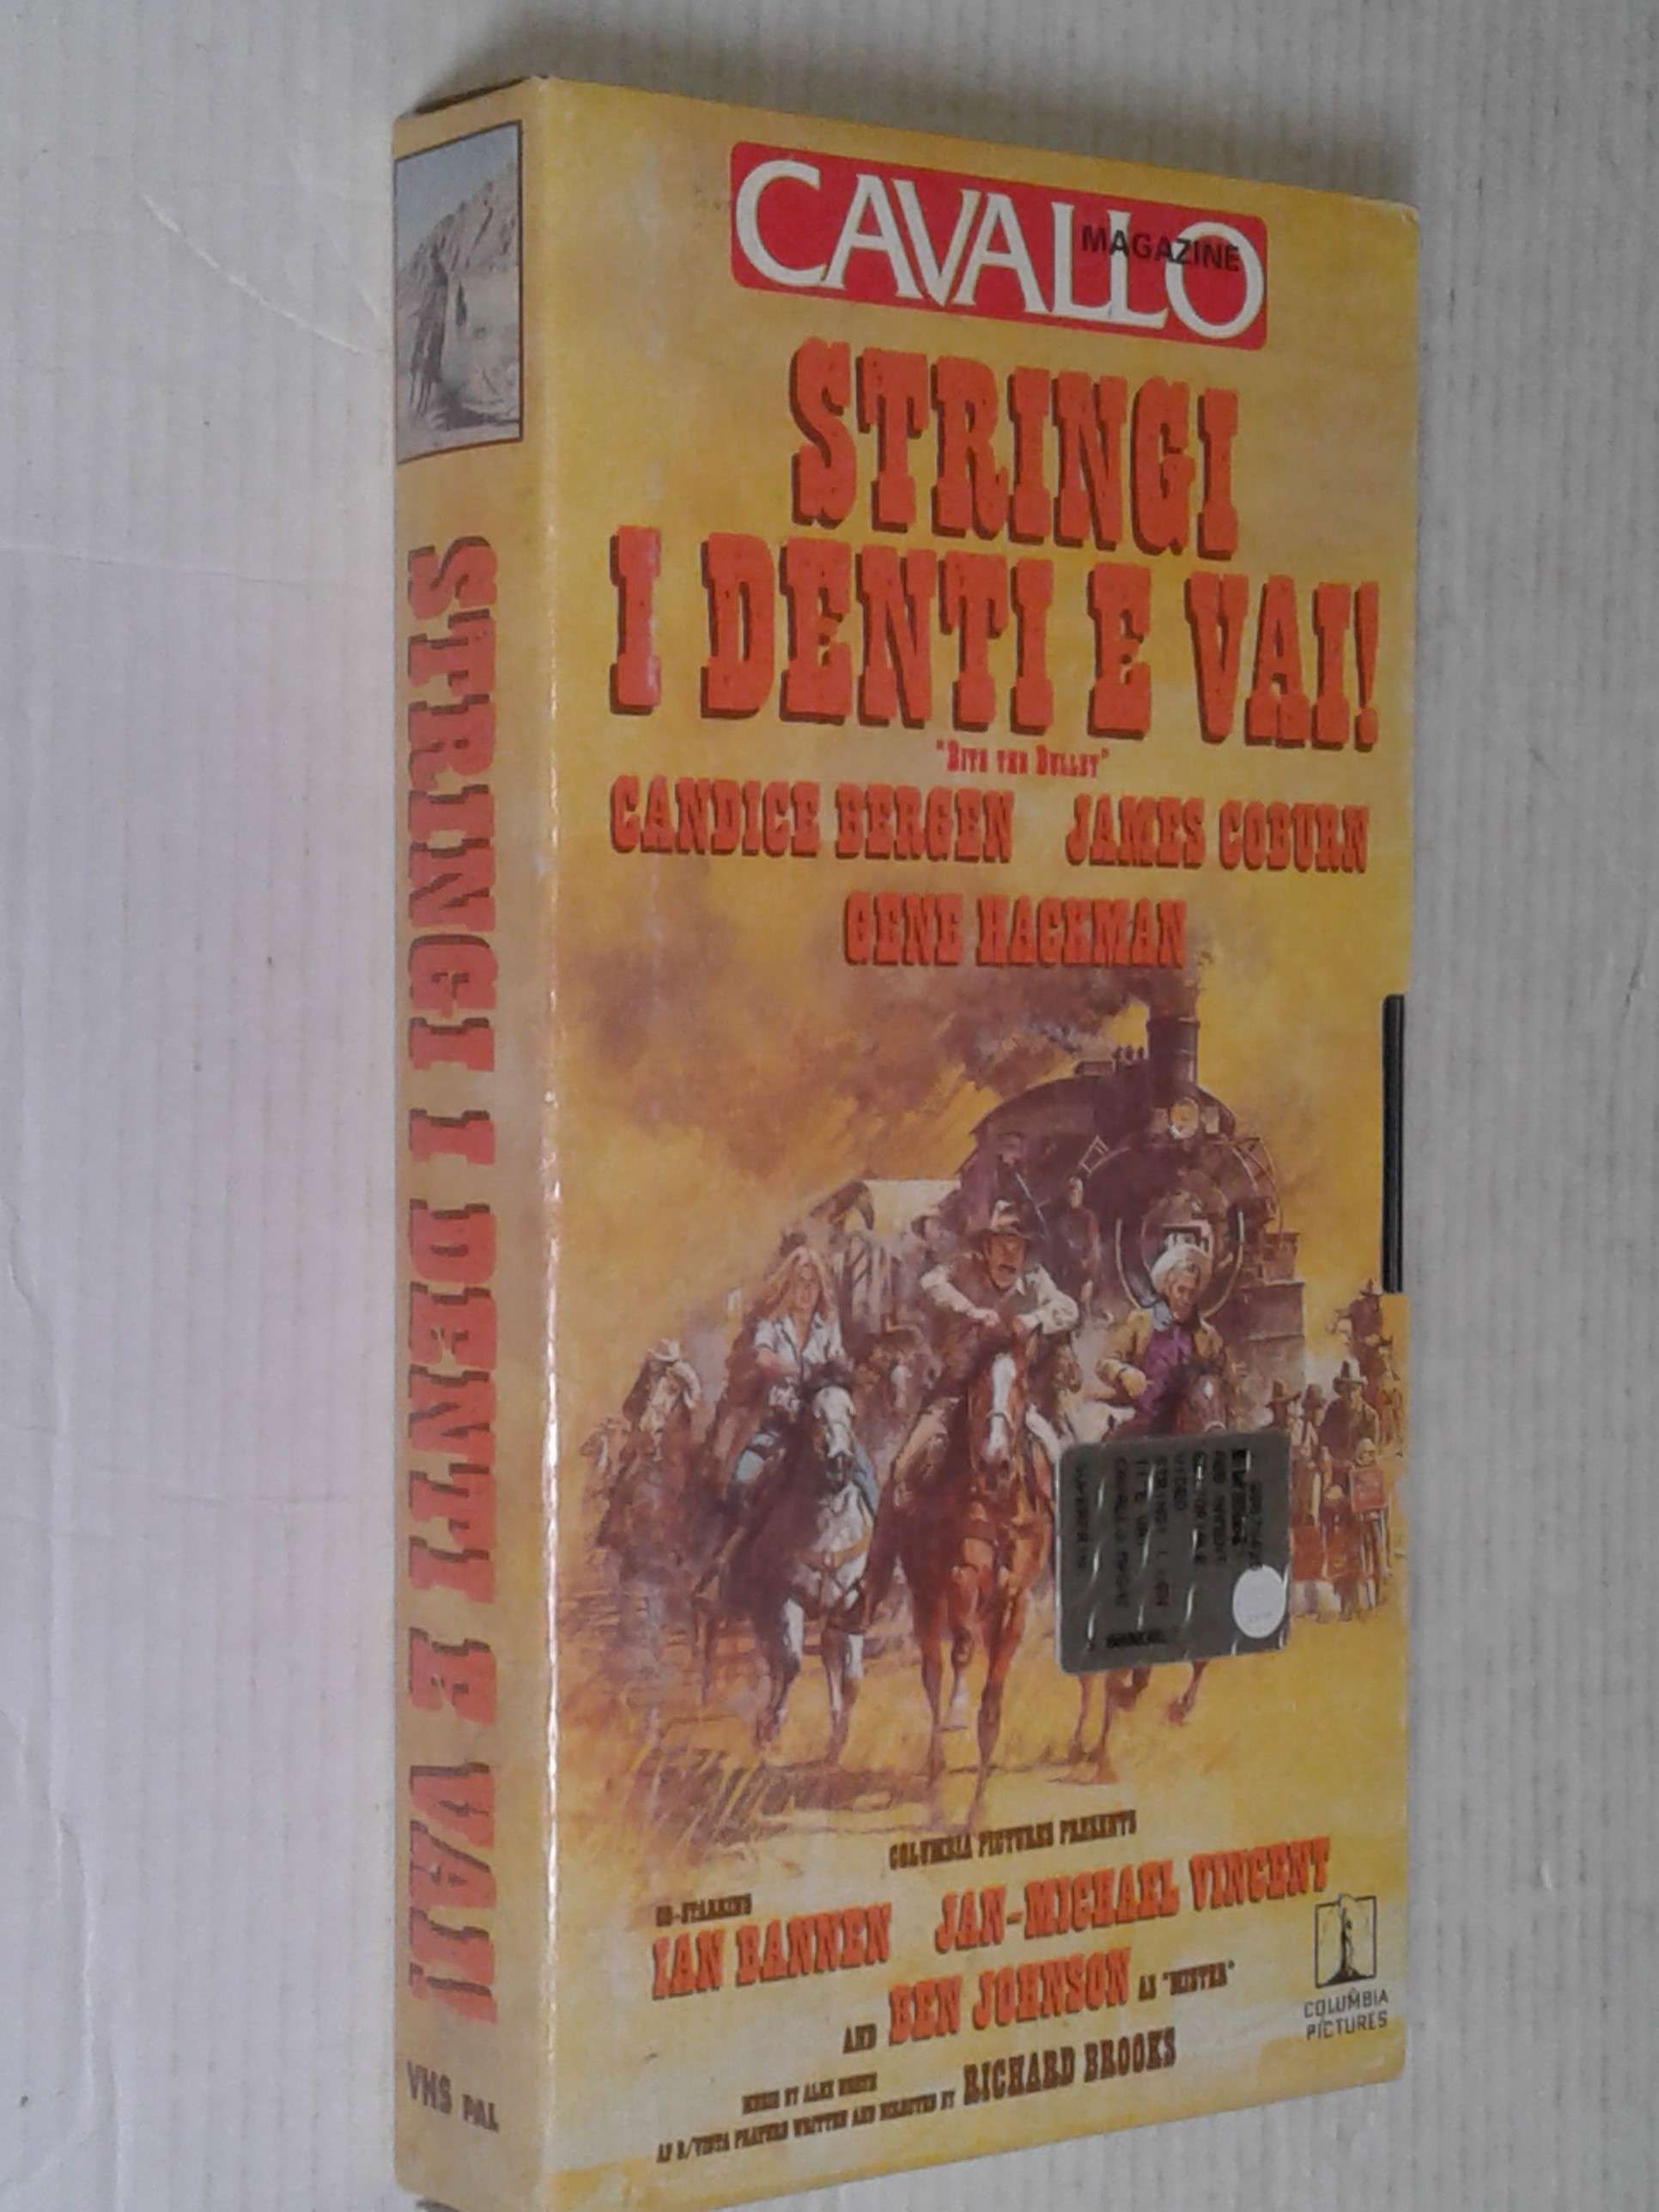 CAVALLO
MAGAZINE
STRINGI
I DENTI E VAI!
"BITE THE BULLET"
CANDICE BERGEN JAMES COBURN
GENE HACKMAN
COLUMBIA PICTURES PRESENTS
CO-STARRING
IAN BANNEN JAN-MICHAEL VINCENT
AND BEN JOHNSON AS "MISTER"
MUSIC BY ALEX NORTH
WRITTEN AND DIRECTED BY RICHARD BROOKS
COLUMBIA
PICTURES
STRINGI I DENTI E VAI!
VHS PAL